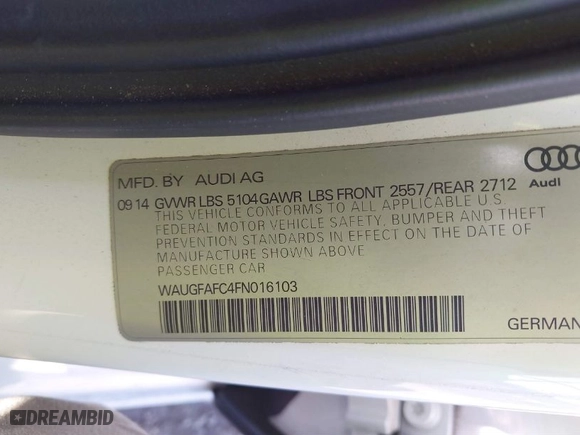 MFD. BY AUDI AG
09 14 GVWR LBS 5104 GAWR LBS FRONT 2557/REAR 2712
THIS VEHICLE CONFORMS TO ALL APPLICABLE U.S.
FEDERAL MOTOR VEHICLE SAFETY, BUMPER AND THEFT
PREVENTION STANDARDS IN EFFECT ON THE DATE OF
MANUFACTURE SHOWN ABOVE
PASSENGER CAR
WAUGFAFC4FN016103
Audi
GERMAN
DREAMBID